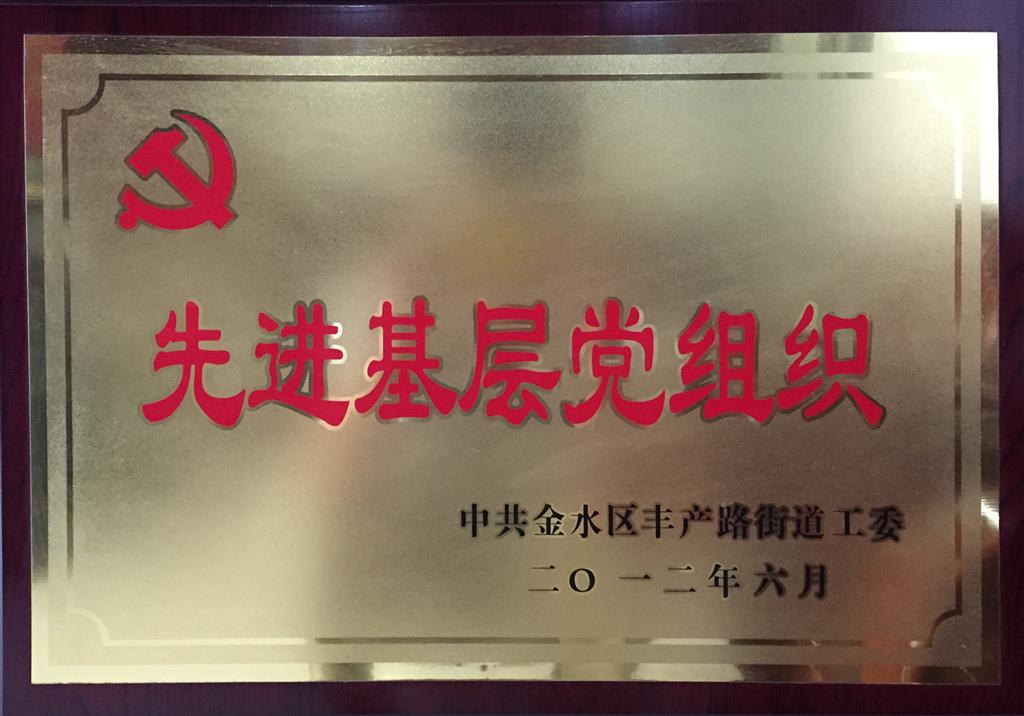 先进基层党组织
中共金水区丰产路街道工委
二〇一二年六月